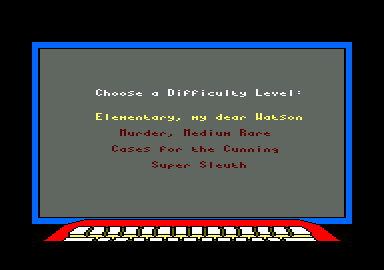 Choose a Difficulty Level:
Elementary, my dear Watson
Murder, Medium Rare
Cases for the Cunning
Super Sleuth